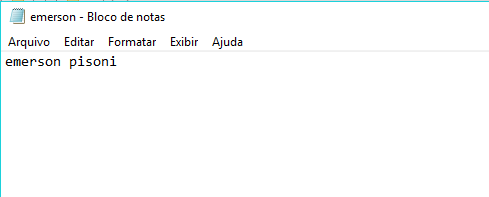 emerson - Bloco de notas
Arquivo Editar Formatar Exibir Ajuda
emerson pisoni